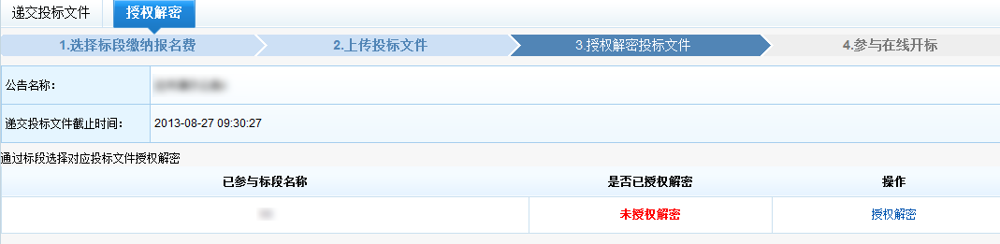 递交投标文件 授权解密
1.选择标段缴纳报名费 2.上传投标文件 3.授权解密投标文件 4.参与在线开标
公告名称：
递交投标文件截止时间： 2013-08-27 09:30:27
通过标段选择对应投标文件授权解密
已参与标段名称 是否已授权解密 操作
未授权解密 授权解密